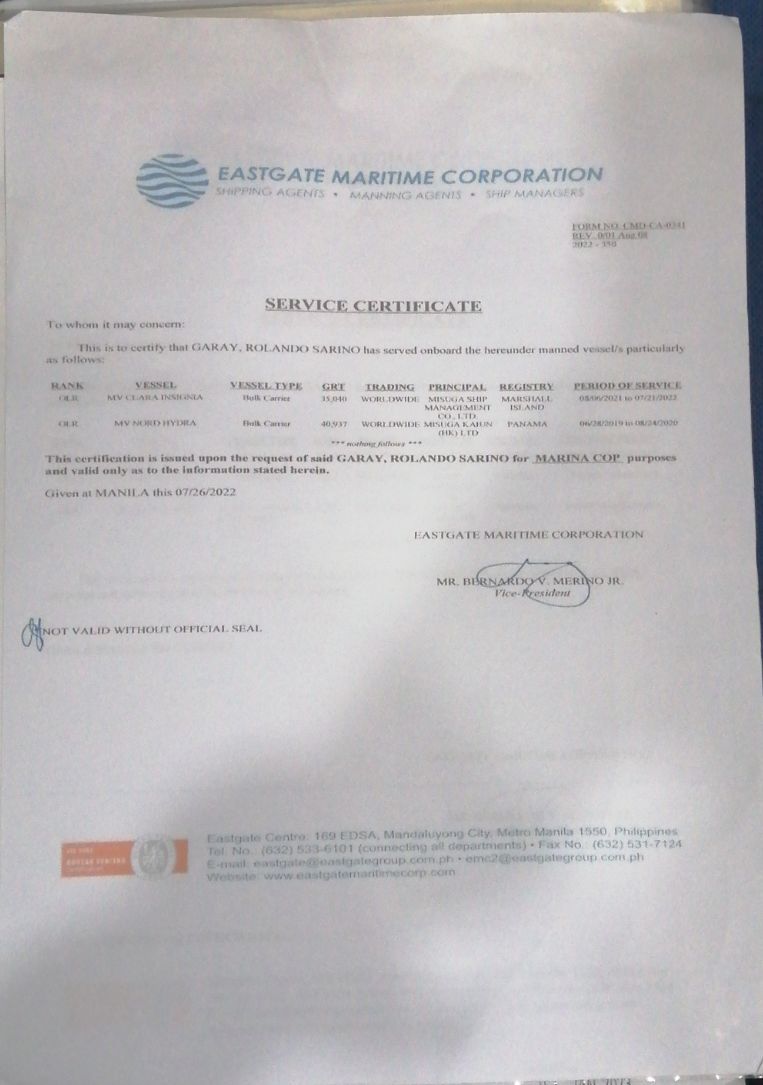 EASTGATE MARITIME CORPORATION
SHIPPING AGENTS • MANNING AGENTS • SHIP MANAGERS
FORM NO. CMD-CA-0341
REV. 0/01 Aug 08
2022 - 350
SERVICE CERTIFICATE
To whom it may concern:
This is to certify that GARAY, ROLANDO SARINO has served onboard the hereunder manned vessel/s particularly
as follows:
RANK VESSEL VESSEL TYPE GRT TRADING PRINCIPAL REGISTRY PERIOD OF SERVICE
OLR MV CLARA INSIGNIA Bulk Carrier 35,040 WORLDWIDE MISUGA SHIP MARSHALL 08/06/2021 to 07/21/2022
MANAGEMENT ISLAND
CO., LTD
OLR MV NORD HYDRA Bulk Carrier 40,937 WORLDWIDE MISUGA KAIUN PANAMA 06/28/2019 to 08/24/2020
(HK) LTD
*** nothing follows ***
This certification is issued upon the request of said GARAY, ROLANDO SARINO for MARINA COP purposes
and valid only as to the information stated herein.
Given at MANILA this 07/26/2022
EASTGATE MARITIME CORPORATION
MR. BERNARDO V. MERINO JR.
Vice-President
NOT VALID WITHOUT OFFICIAL SEAL
Eastgate Centre: 169 EDSA, Mandaluyong City, Metro Manila 1550, Philippines
Tel. No.: (632) 533-6101 (connecting all departments) • Fax No.: (632) 531-7124
E-mail: eastgate@eastgategroup.com.ph • emc2@eastgategroup.com.ph
Website: www.eastgatemaritimecorp.com
BUREAU VERITAS
Certification